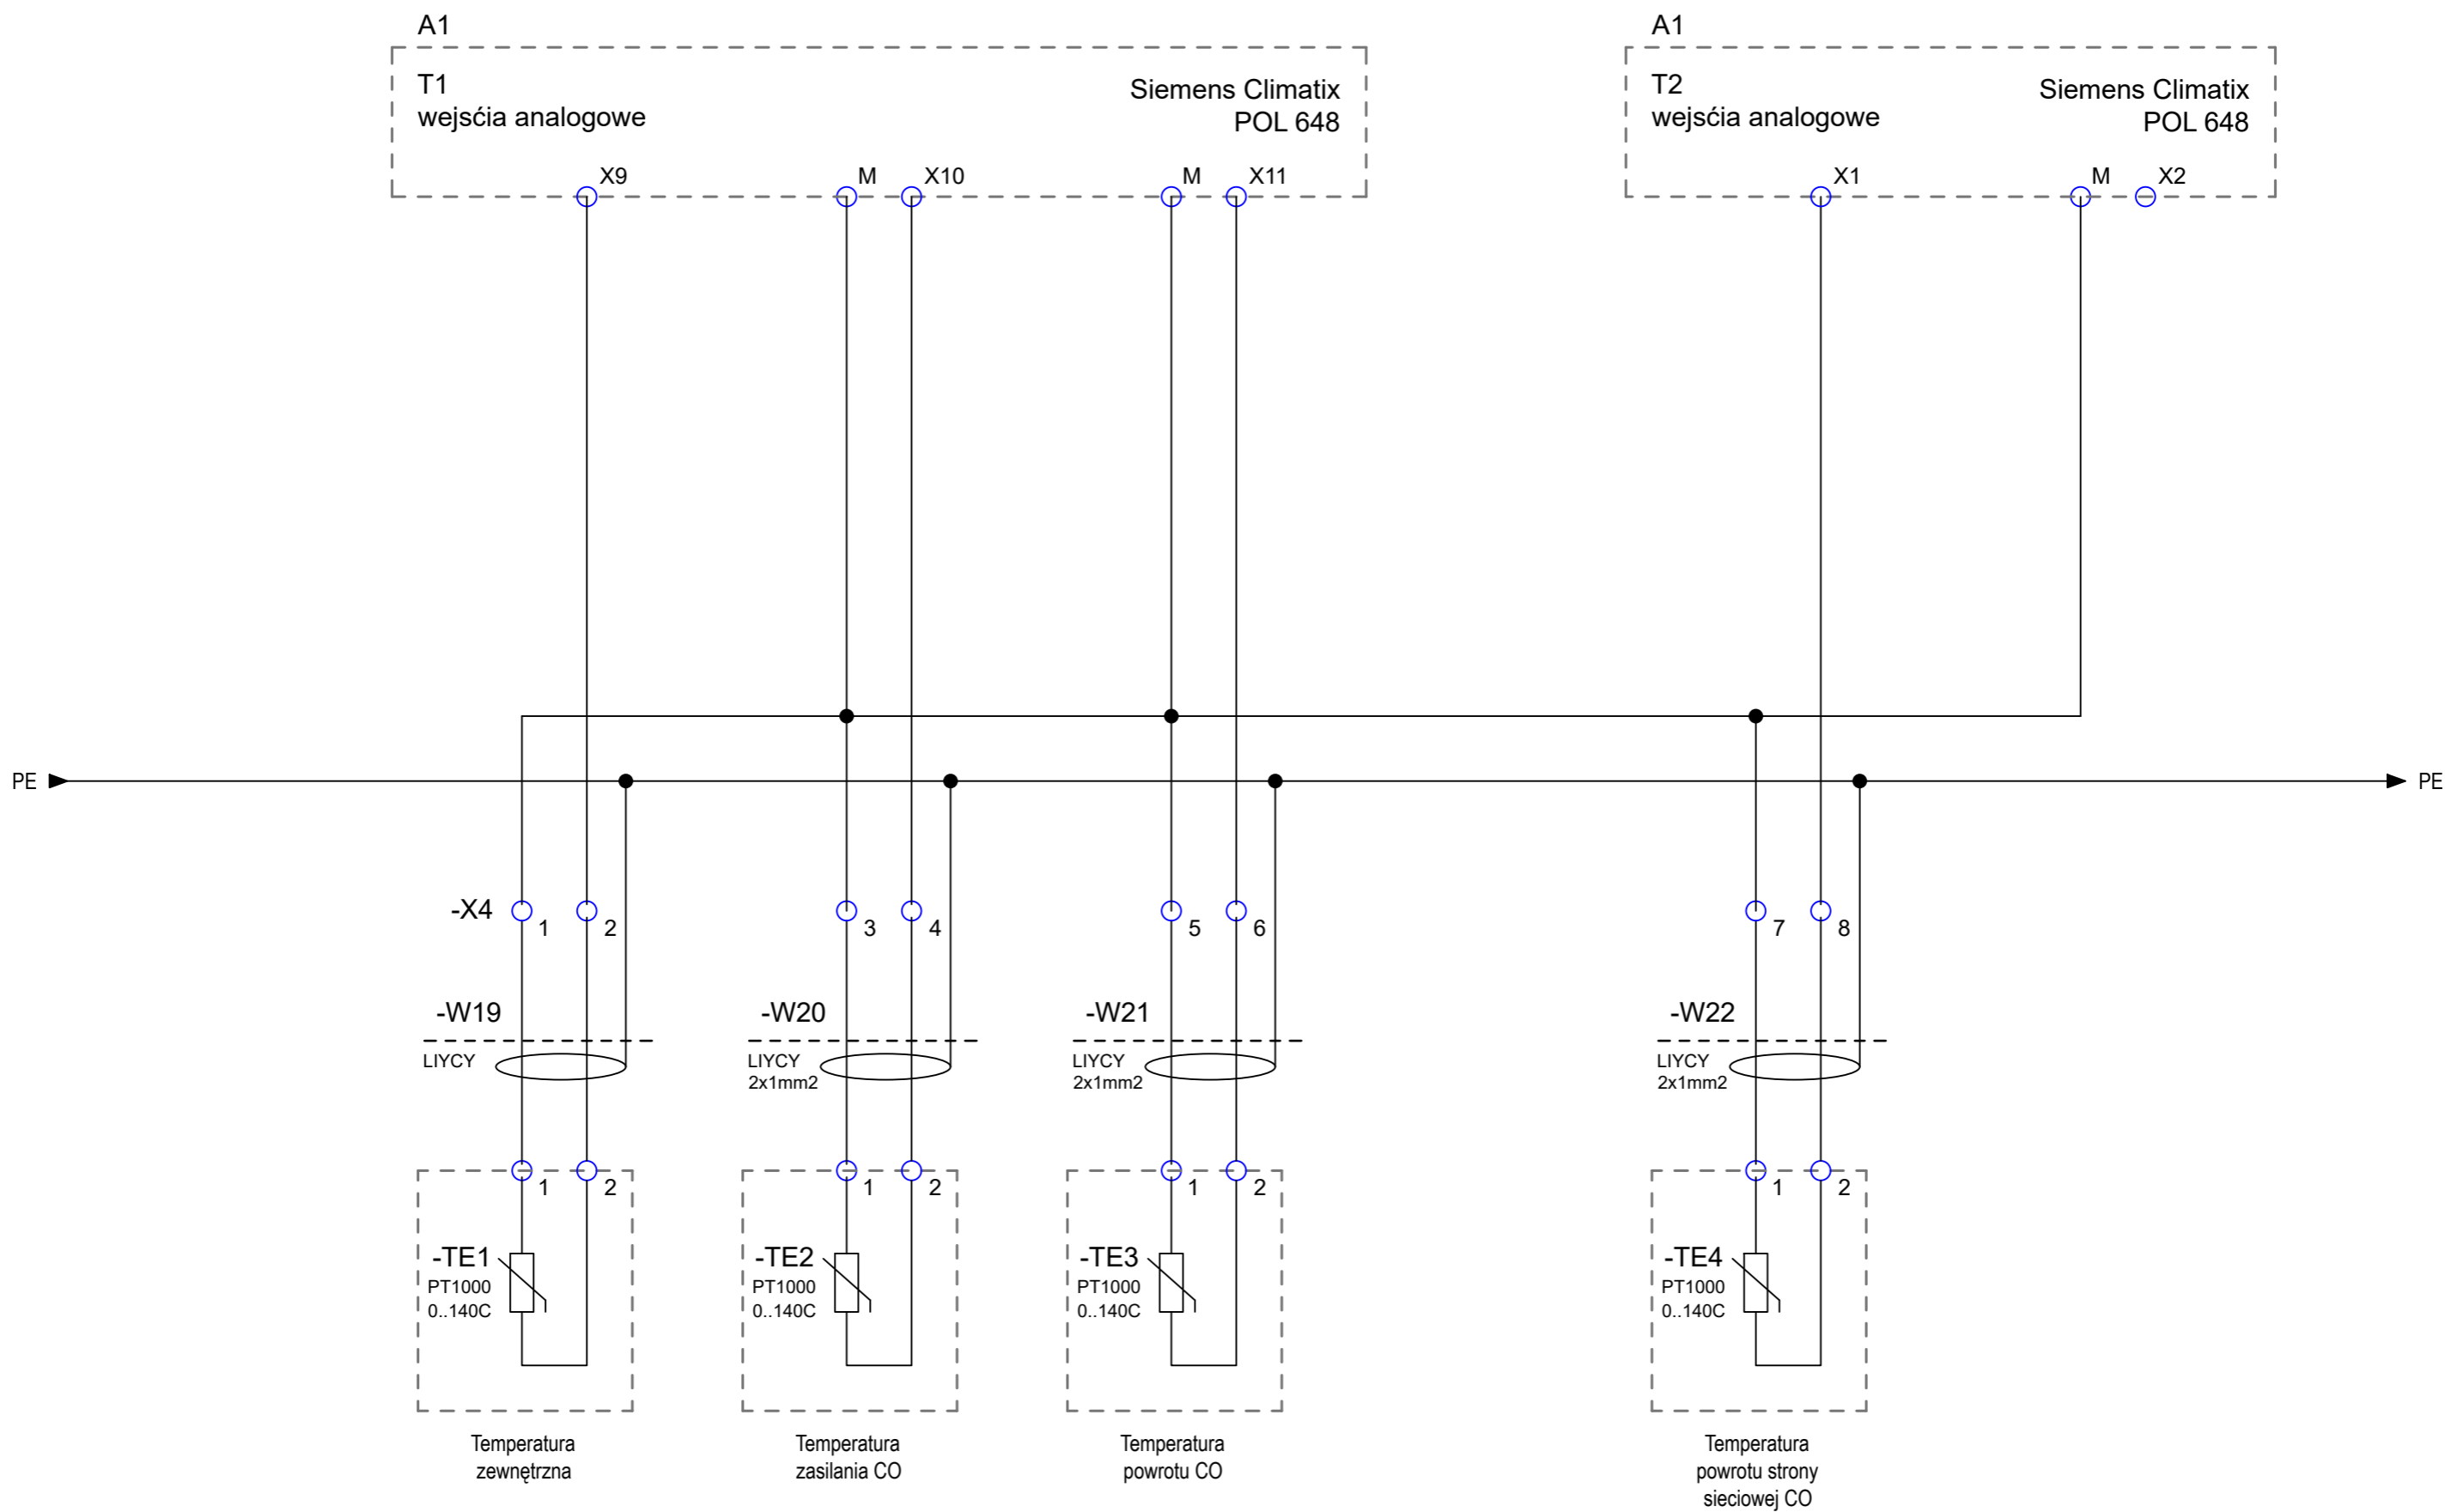 A1
T1
wejsćia analogowe
Siemens Climatix
POL 648
X9
M
X10
M
X11
A1
T2
wejsćia analogowe
Siemens Climatix
POL 648
X1
M
X2
PE
PE
-X4
1
2
3
4
5
6
7
8
-W19
LIYCY
-W20
LIYCY
2x1mm2
-W21
LIYCY
2x1mm2
-W22
LIYCY
2x1mm2
1
2
-TE1
PT1000
0..140C
Temperatura
zewnętrzna
1
2
-TE2
PT1000
0..140C
Temperatura
zasilania CO
1
2
-TE3
PT1000
0..140C
Temperatura
powrotu CO
1
2
-TE4
PT1000
0..140C
Temperatura
powrotu strony
sieciowej CO